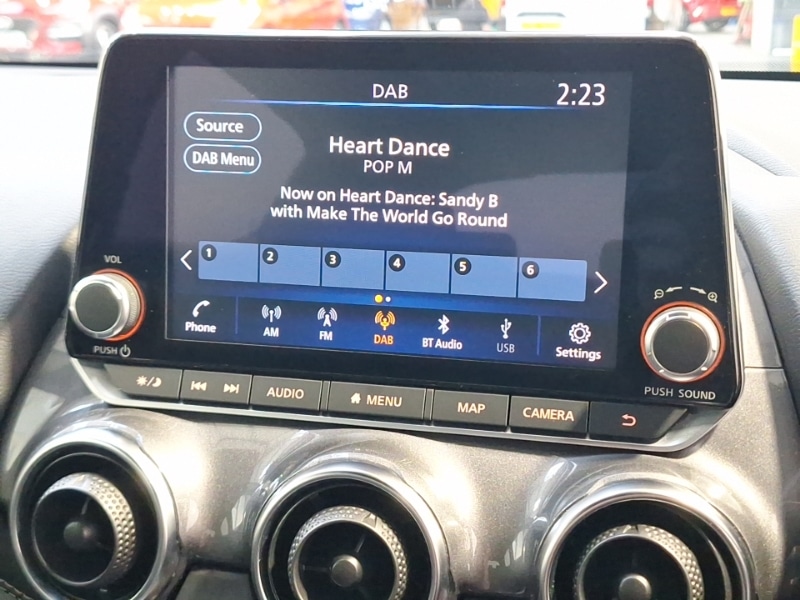 DAB
2:23
Source
DAB Menu
Heart Dance
POP M
Now on Heart Dance: Sandy B
with Make The World Go Round
1 2 3 4 5 6
Phone
AM
FM
DAB
BT Audio
USB
Settings
VOL
PUSH
PUSH SOUND
AUDIO
MENU
MAP
CAMERA